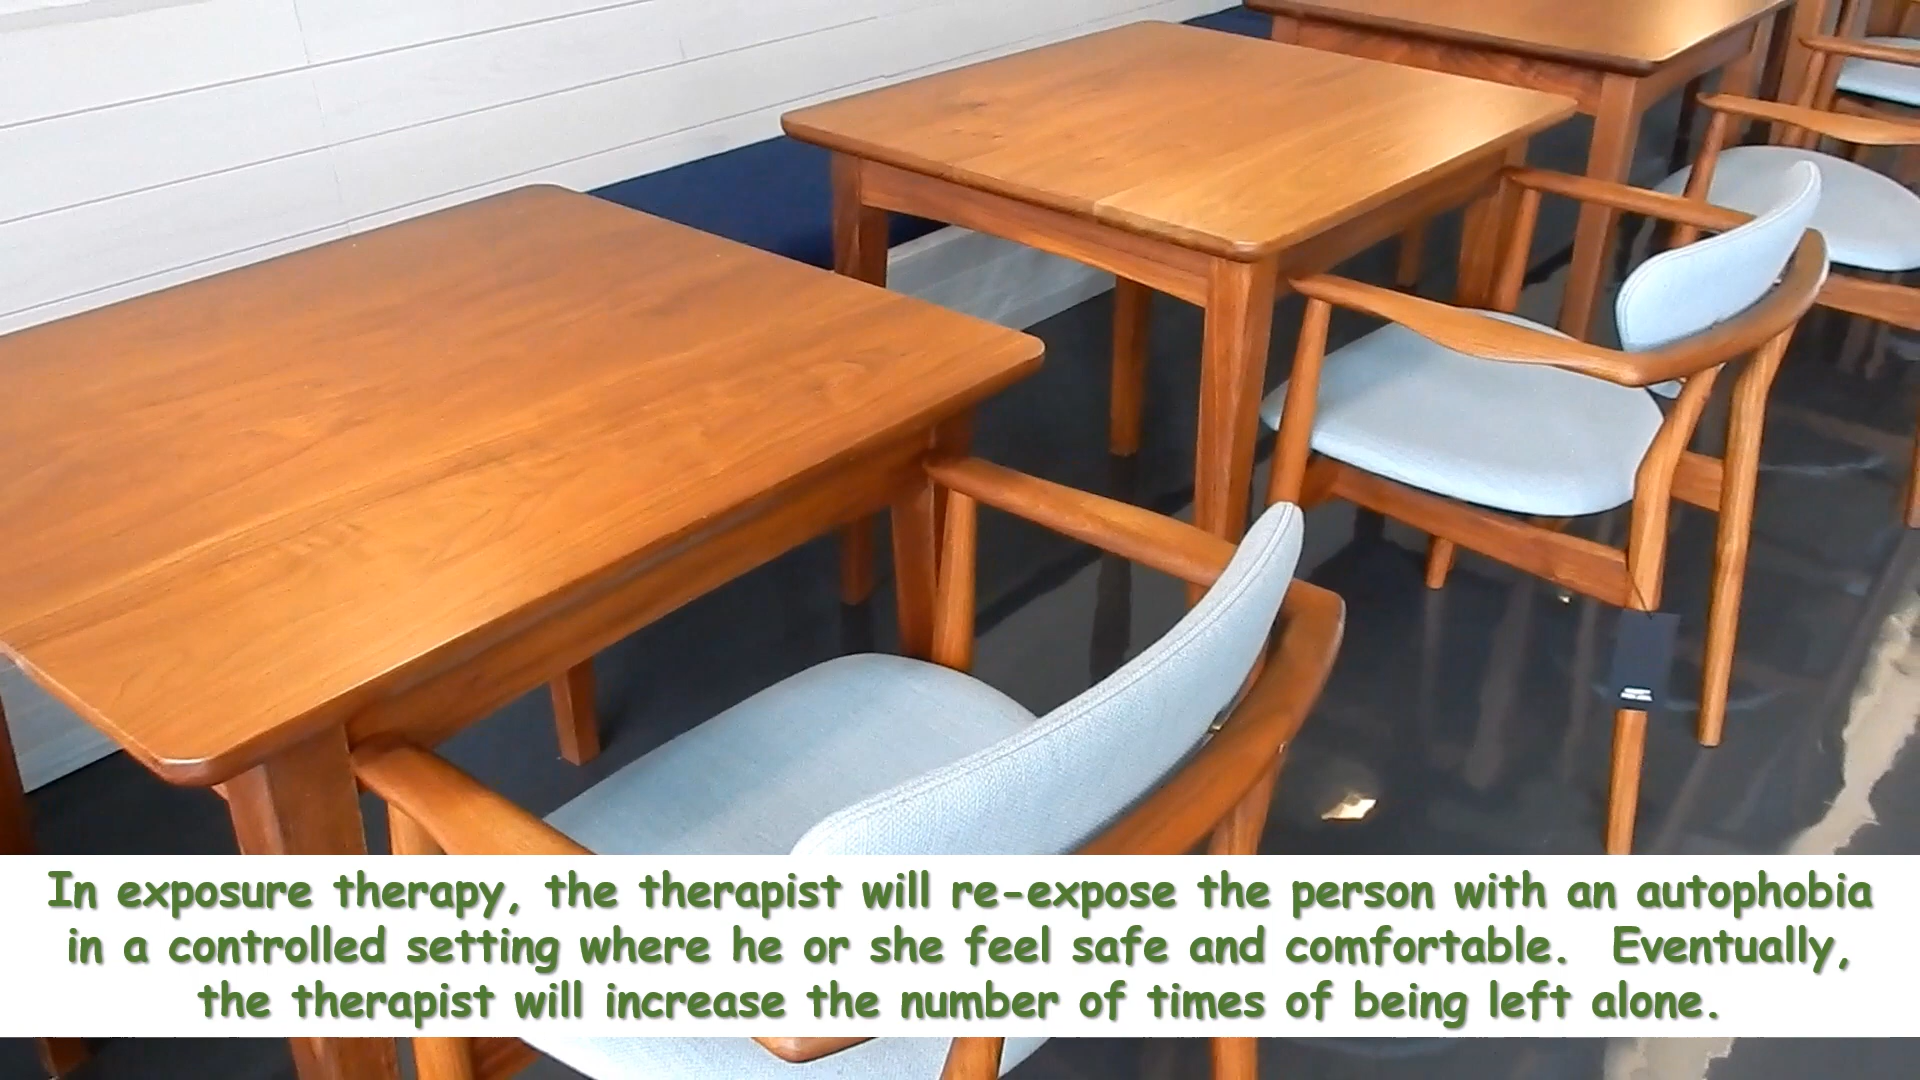 In exposure therapy, the therapist will re-expose the person with an autophobia
in a controlled setting where he or she feel safe and comfortable.  Eventually,
the therapist will increase the number of times of being left alone.